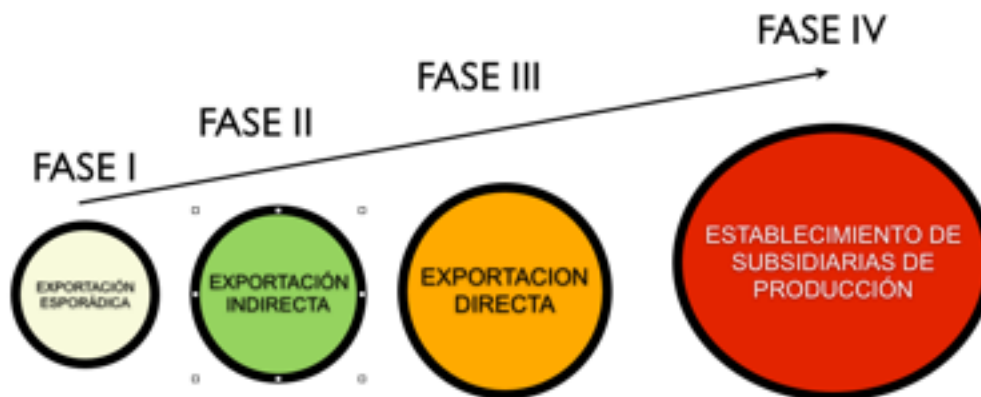 FASE I
FASE II
FASE III
FASE IV
EXPORTACIÓN
ESPORÁDICA
EXPORTACIÓN
INDIRECTA
EXPORTACION
DIRECTA
ESTABLECIMIENTO DE
SUBSIDIARIAS DE
PRODUCCIÓN